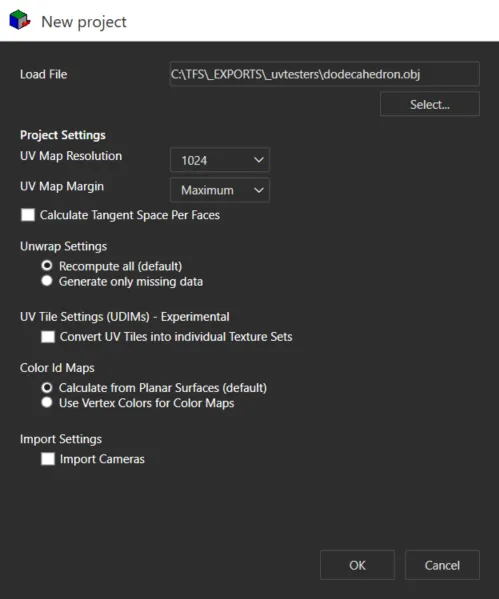 New project
Load File C:\TFS\_EXPORTS\_uvtesters\dodecahedron.obj
Select...
Project Settings
UV Map Resolution 1024
UV Map Margin Maximum
Calculate Tangent Space Per Faces
Unwrap Settings
Recompute all (default)
Generate only missing data
UV Tile Settings (UDIMs) - Experimental
Convert UV Tiles into individual Texture Sets
Color Id Maps
Calculate from Planar Surfaces (default)
Use Vertex Colors for Color Maps
Import Settings
Import Cameras
OK Cancel